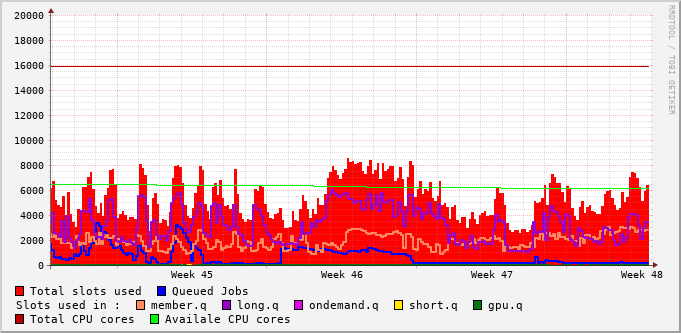 20000
18000
16000
14000
12000
10000
8000
6000
4000
2000
0
Week 45 Week 46 Week 47 Week 48
RRDTOOL / TOBI OETIKER
Total slots used Queued Jobs
Slots used in : member.q long.q ondemand.q short.q gpu.q
Total CPU cores Availale CPU cores